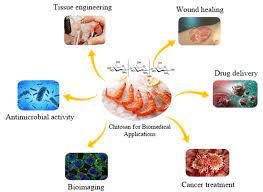 Tissue engineering
Wound healing
Drug delivery
Antimicrobial activity
Chitosan for Biomedical
Applications
Bioimaging
Cancer treatment